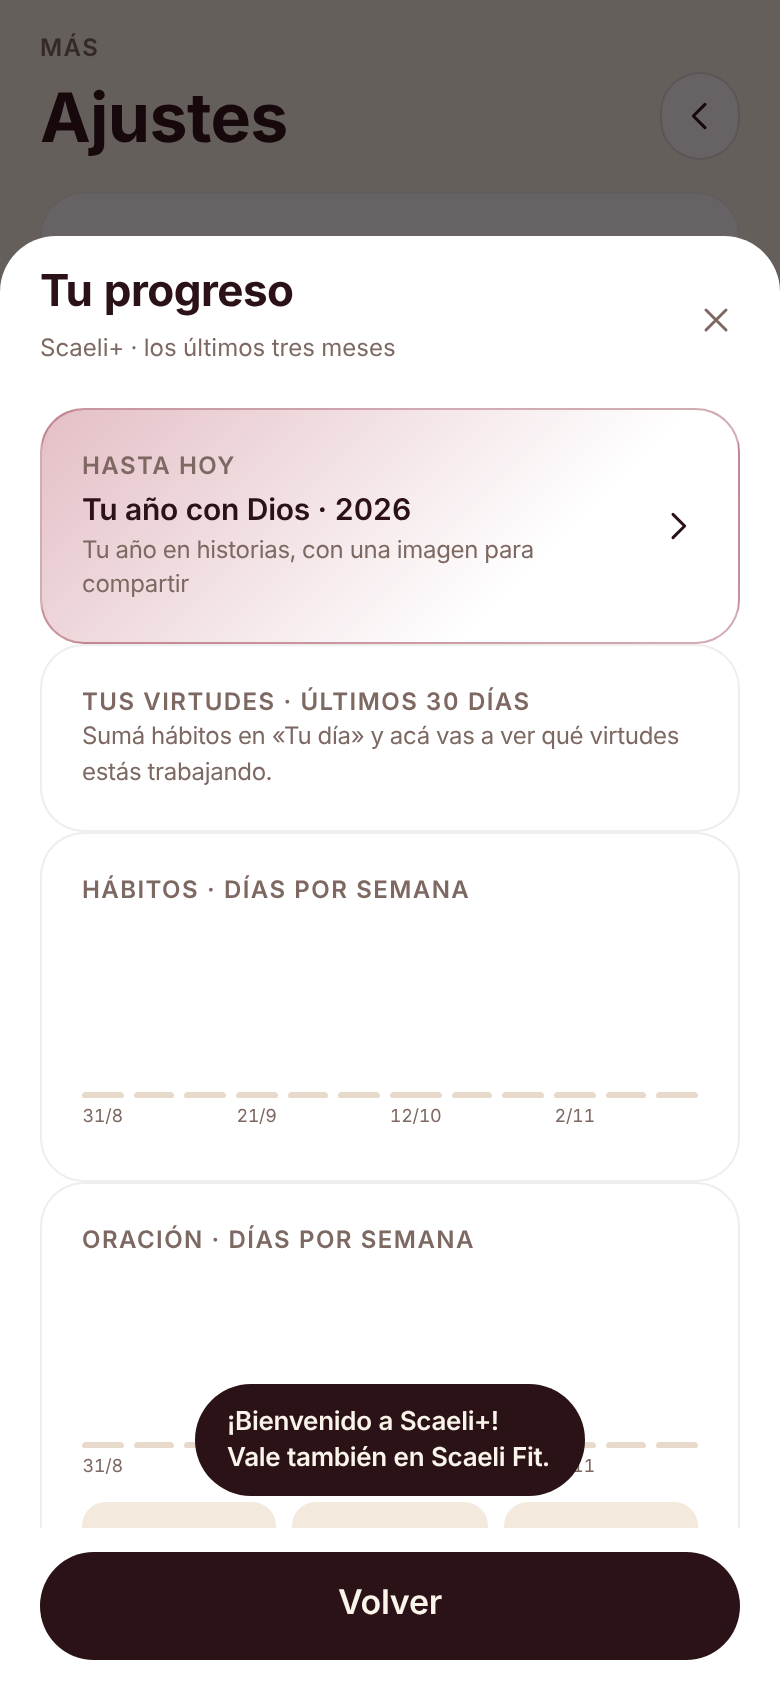 MÁS
Ajustes
Tu progreso
Scaeli+ · los últimos tres meses
HASTA HOY
Tu año con Dios · 2026
Tu año en historias, con una imagen para
compartir
TUS VIRTUDES · ÚLTIMOS 30 DÍAS
Sumá hábitos en «Tu día» y acá vas a ver qué virtudes
estás trabajando.
HÁBITOS · DÍAS POR SEMANA
31/8 21/9 12/10 2/11
ORACIÓN · DÍAS POR SEMANA
¡Bienvenido a Scaeli+!
Vale también en Scaeli Fit.
31/8
Volver